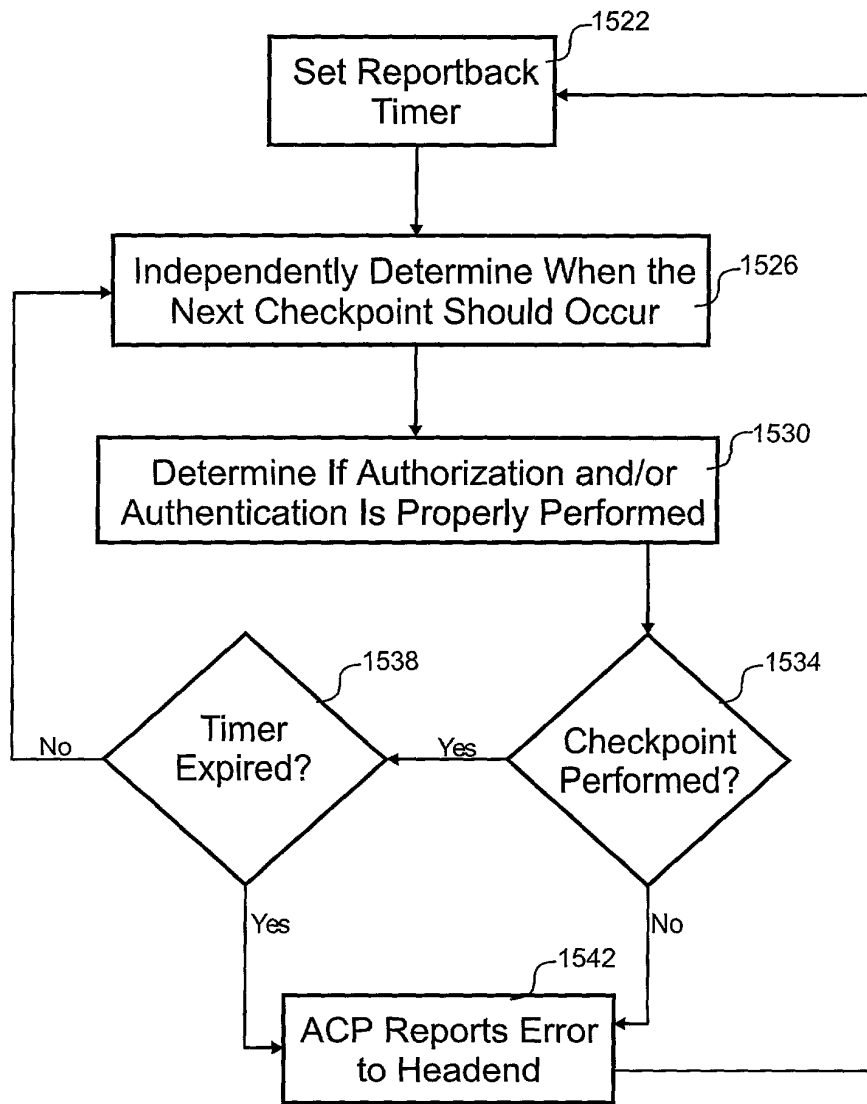 1522
Set Reportback
Timer
Independently Determine When the
Next Checkpoint Should Occur
1526
1530
Determine If Authorization and/or
Authentication Is Properly Performed
1538
1534
Timer
Expired?
Checkpoint
Performed?
No
Yes
Yes
No
1542
ACP Reports Error
to Headend